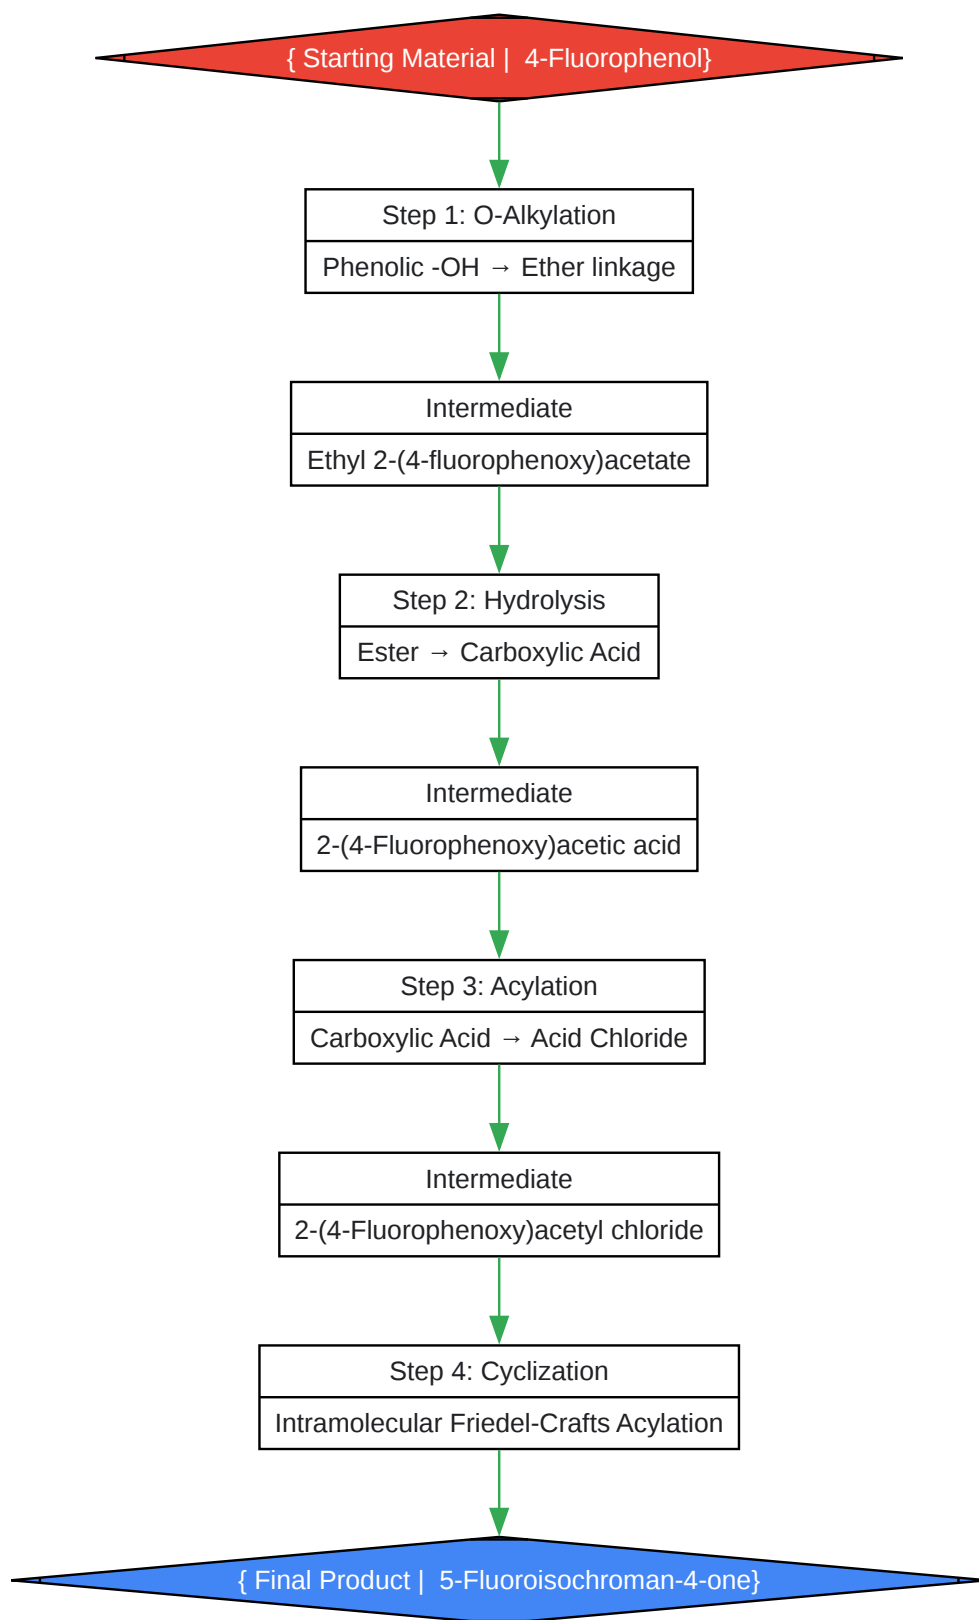 { Starting Material |  4-Fluorophenol}
Step 1: O-Alkylation
Phenolic -OH → Ether linkage
Intermediate
Ethyl 2-(4-fluorophenoxy)acetate
Step 2: Hydrolysis
Ester → Carboxylic Acid
Intermediate
2-(4-Fluorophenoxy)acetic acid
Step 3: Acylation
Carboxylic Acid → Acid Chloride
Intermediate
2-(4-Fluorophenoxy)acetyl chloride
Step 4: Cyclization
Intramolecular Friedel-Crafts Acylation
{ Final Product |  5-Fluoroisochroman-4-one}